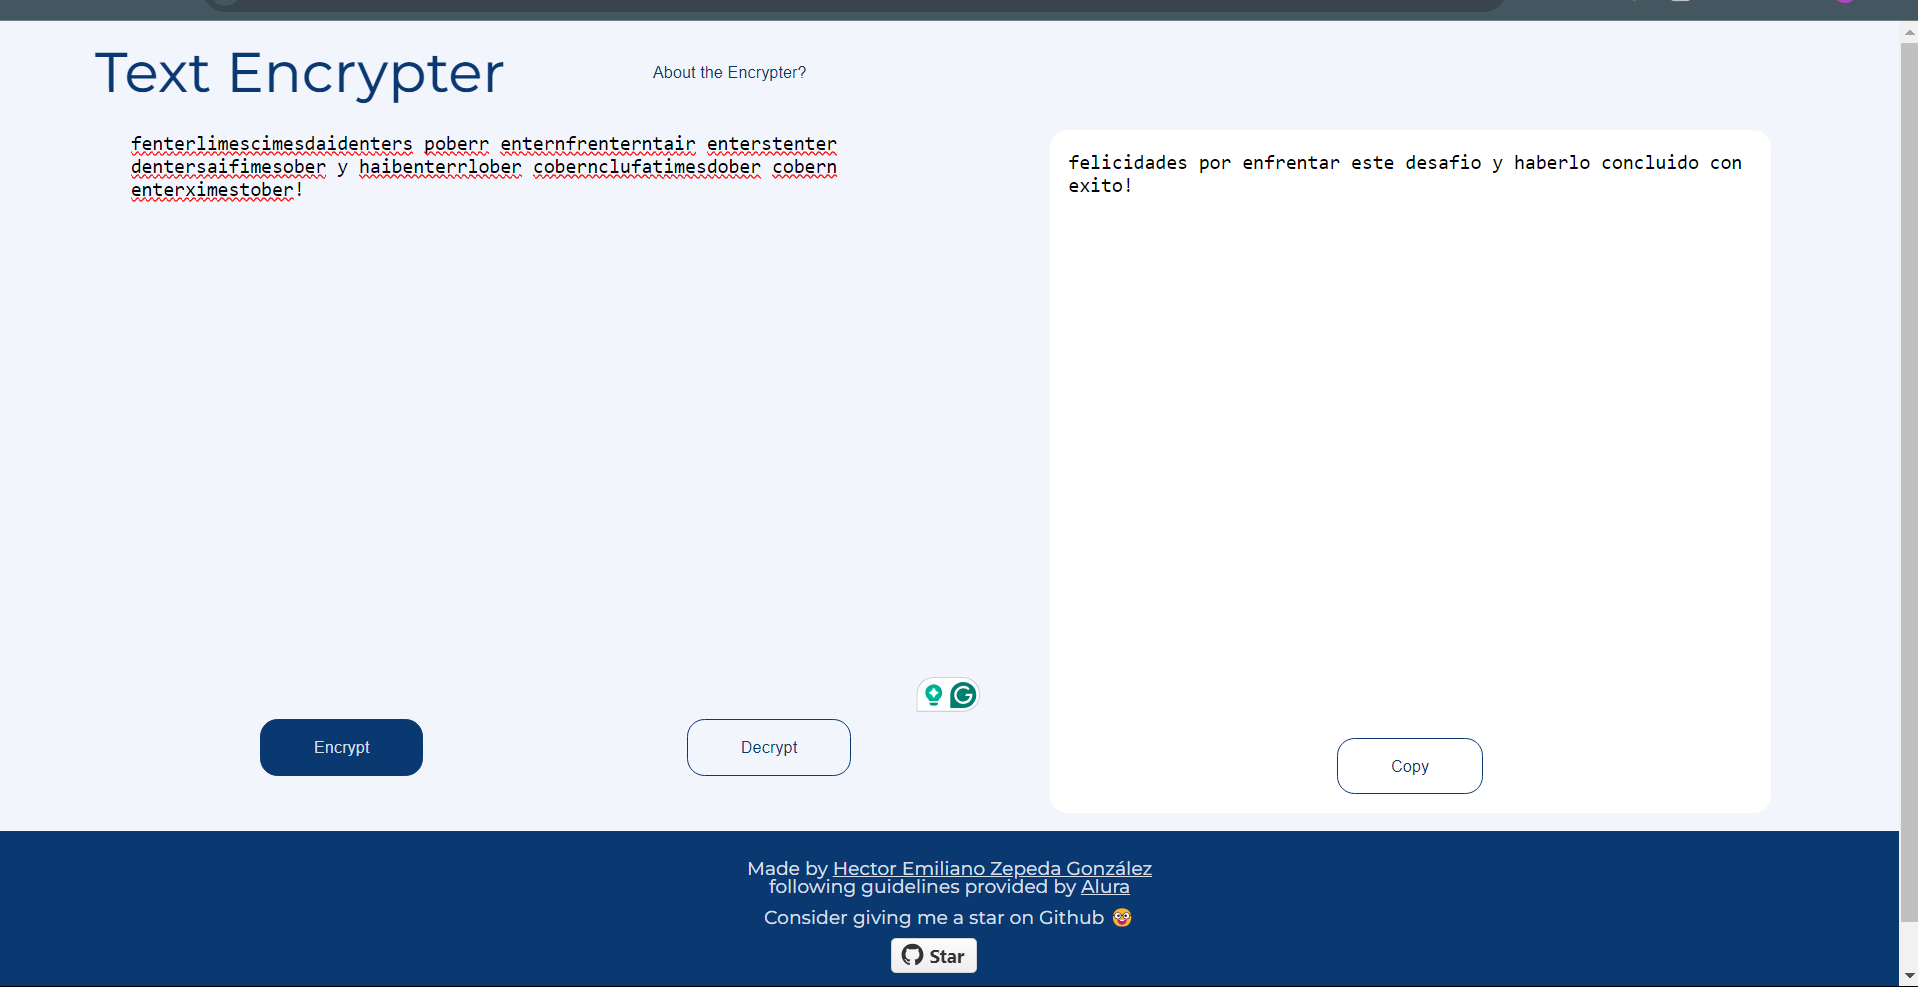 Text Encrypter
About the Encrypter?
fenterlimescimesdaidenters poberr enternfrenterntair enterstenter
dentersaifimesober y haibenterrlober cobernclufatimesdober cobern
enterximestober!
felicidades por enfrentar este desafio y haberlo concluido con
exito!
Encrypt
Decrypt
Copy
Made by Hector Emiliano Zepeda González
following guidelines provided by Alura
Consider giving me a star on Github 🤓
Star